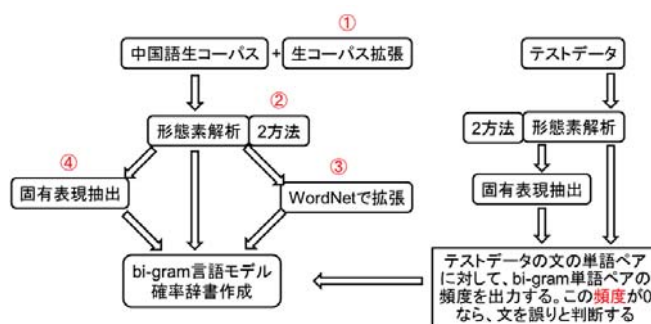 ①
中国語生コーパス + 生コーパス拡張
②
形態素解析 2方法
④
③
固有表現抽出
WordNetで拡張
bi-gram言語モデル
確率辞書作成
テストデータ
2方法 形態素解析
固有表現抽出
テストデータの文の単語ペア
に対して、bi-gram単語ペアの
頻度を出力する。この頻度が0
なら、文を誤りと判断する